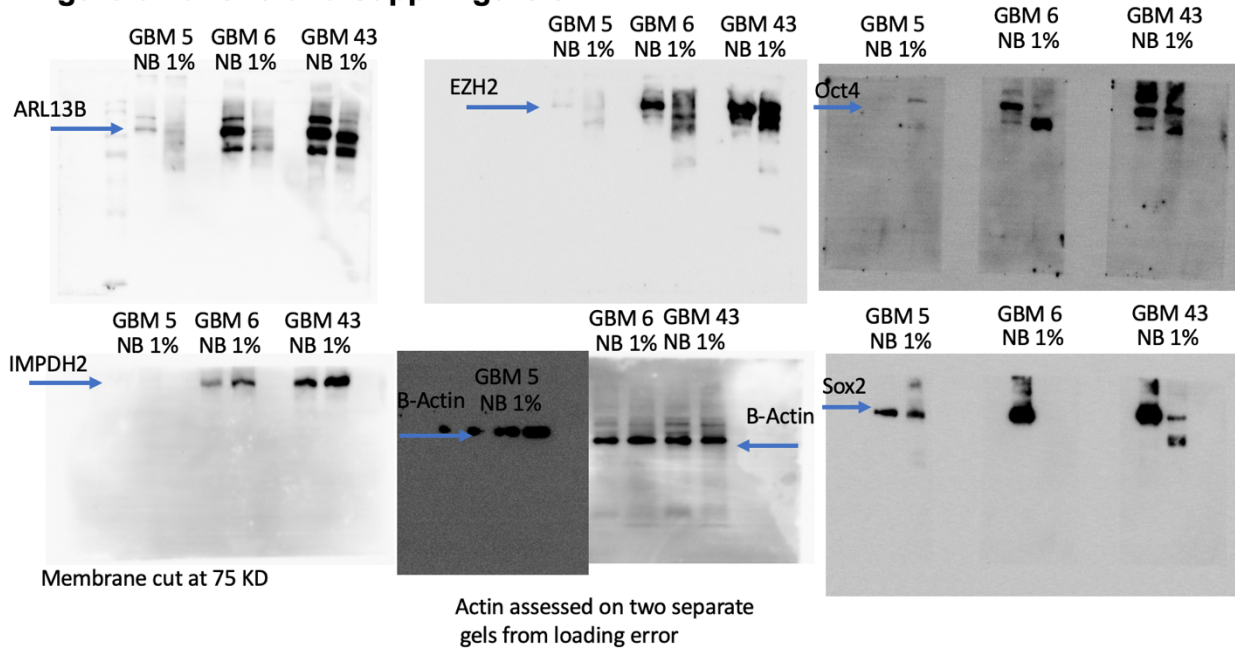 GBM 5 GBM 6 GBM 43
NB 1% NB 1% NB 1%
ARL13B
GBM 5 GBM 6 GBM 43
NB 1% NB 1% NB 1%
EZH2
GBM 5 GBM 6 GBM 43
NB 1% NB 1% NB 1%
Oct4
GBM 5 GBM 6 GBM 43
NB 1% NB 1% NB 1%
IMPDH2
Membrane cut at 75 KD
GBM 5
NB 1%
B-Actin
GBM 6 GBM 43
NB 1% NB 1%
B-Actin
Actin assessed on two separate
gels from loading error
GBM 5 GBM 6 GBM 43
NB 1% NB 1% NB 1%
Sox2